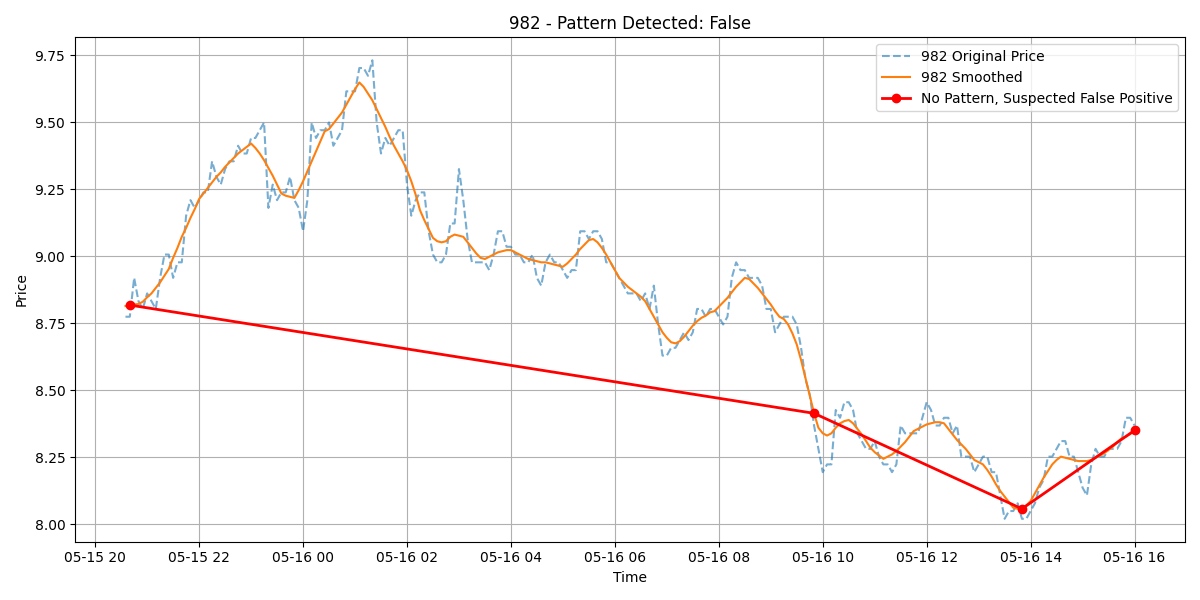 982 - Pattern Detected: False
982 Original Price
982 Smoothed
No Pattern, Suspected False Positive
Price
9.75
9.50
9.25
9.00
8.75
8.50
8.25
8.00
05-15 20 05-15 22 05-16 00 05-16 02 05-16 04 05-16 06 05-16 08 05-16 10 05-16 12 05-16 14 05-16 16
Time